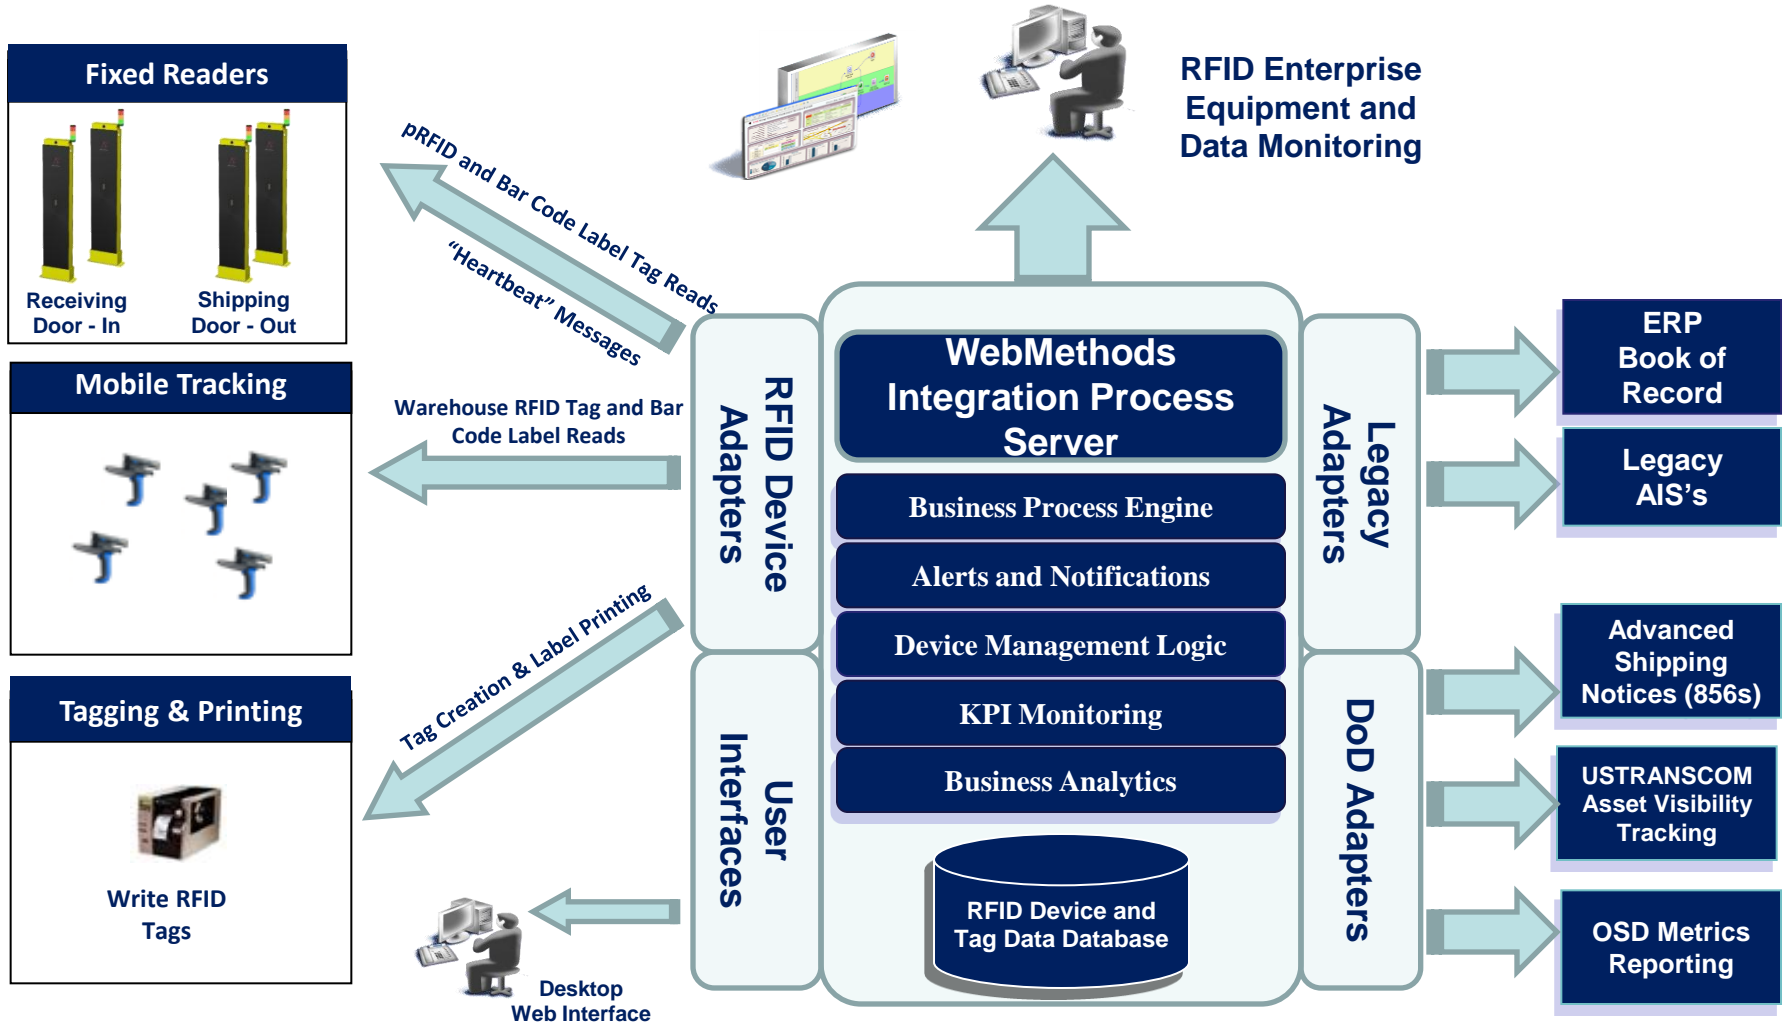 Fixed Readers
Receiving
Door - In
Shipping
Door - Out
Mobile Tracking
Tagging & Printing
Write RFID
Tags
pRFID and Bar Code Label Tag Reads
“Heartbeat” Messages
Warehouse RFID Tag and Bar
Code Label Reads
Tag Creation & Label Printing
Desktop
Web Interface
RFID Enterprise
Equipment and
Data Monitoring
RFID Device
Adapters
User
Interfaces
WebMethods
Integration Process
Server
Business Process Engine
Alerts and Notifications
Device Management Logic
KPI Monitoring
Business Analytics
RFID Device and
Tag Data Database
Legacy
Adapters
DoD Adapters
ERP
Book of
Record
Legacy
AIS’s
Advanced
Shipping
Notices (856s)
USTRANSCOM
Asset Visibility
Tracking
OSD Metrics
Reporting